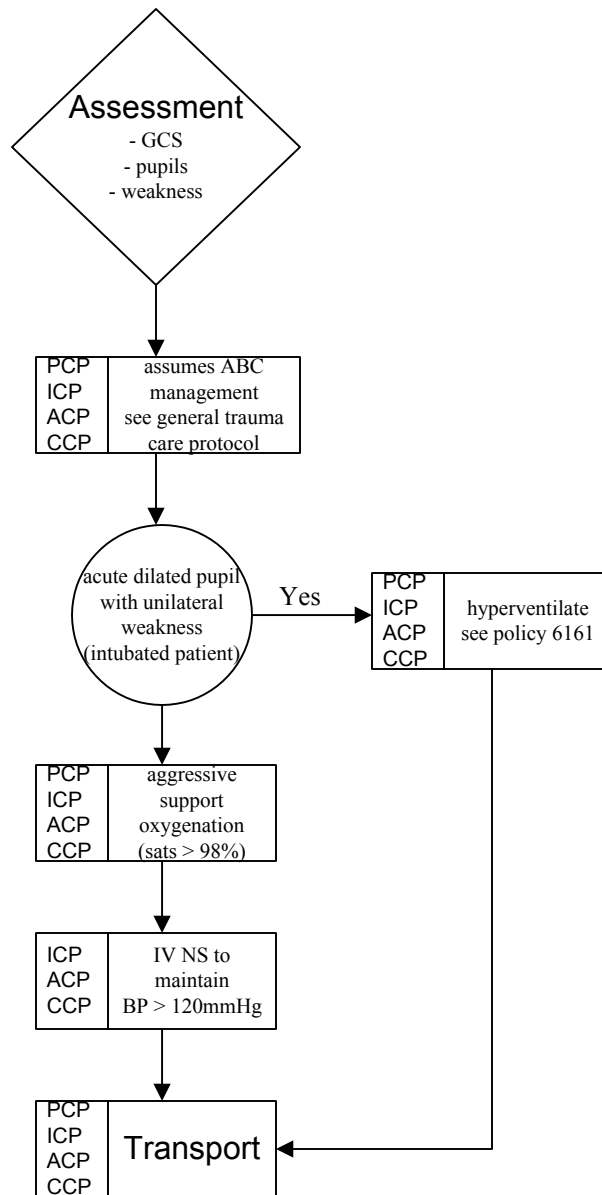 Assessment
- GCS
- pupils
- weakness
PCP
ICP
ACP
CCP
assumes ABC
management
see general trauma
care protocol
acute dilated pupil
with unilateral
weakness
(intubated patient)
Yes
PCP
ICP
ACP
CCP
hyperventilate
see policy 6161
PCP
ICP
ACP
CCP
aggressive
support
oxygenation
(sats > 98%)
ICP
ACP
CCP
IV NS to
maintain
BP > 120mmHg
PCP
ICP
ACP
CCP
Transport